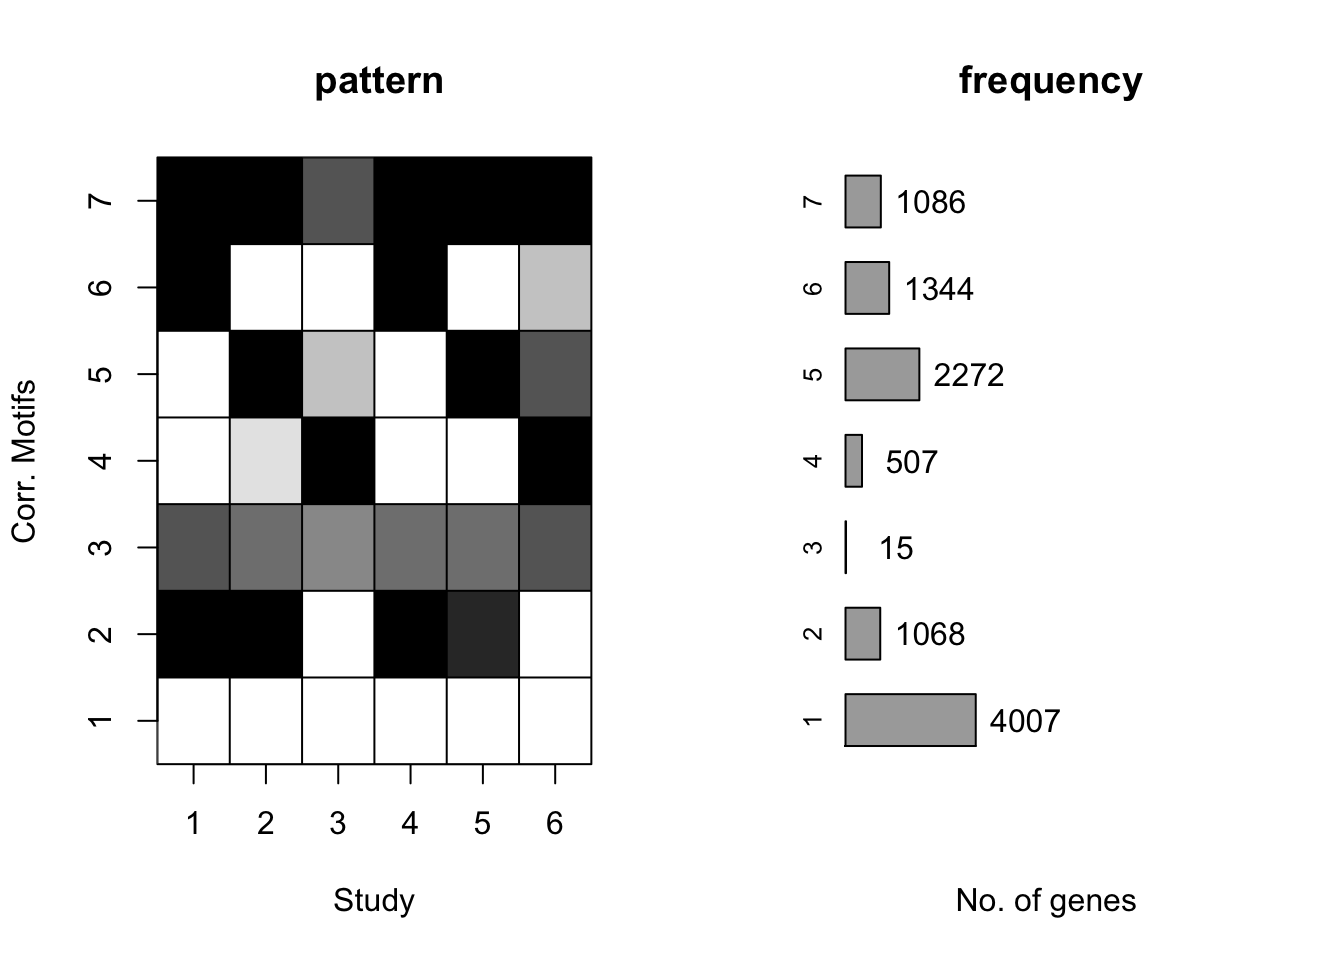 pattern
Corr. Motifs
7
6
5
4
3
2
1
1 2 3 4 5 6
Study
frequency
7 1086
6 1344
5 2272
4 507
3 15
2 1068
1 4007
No. of genes